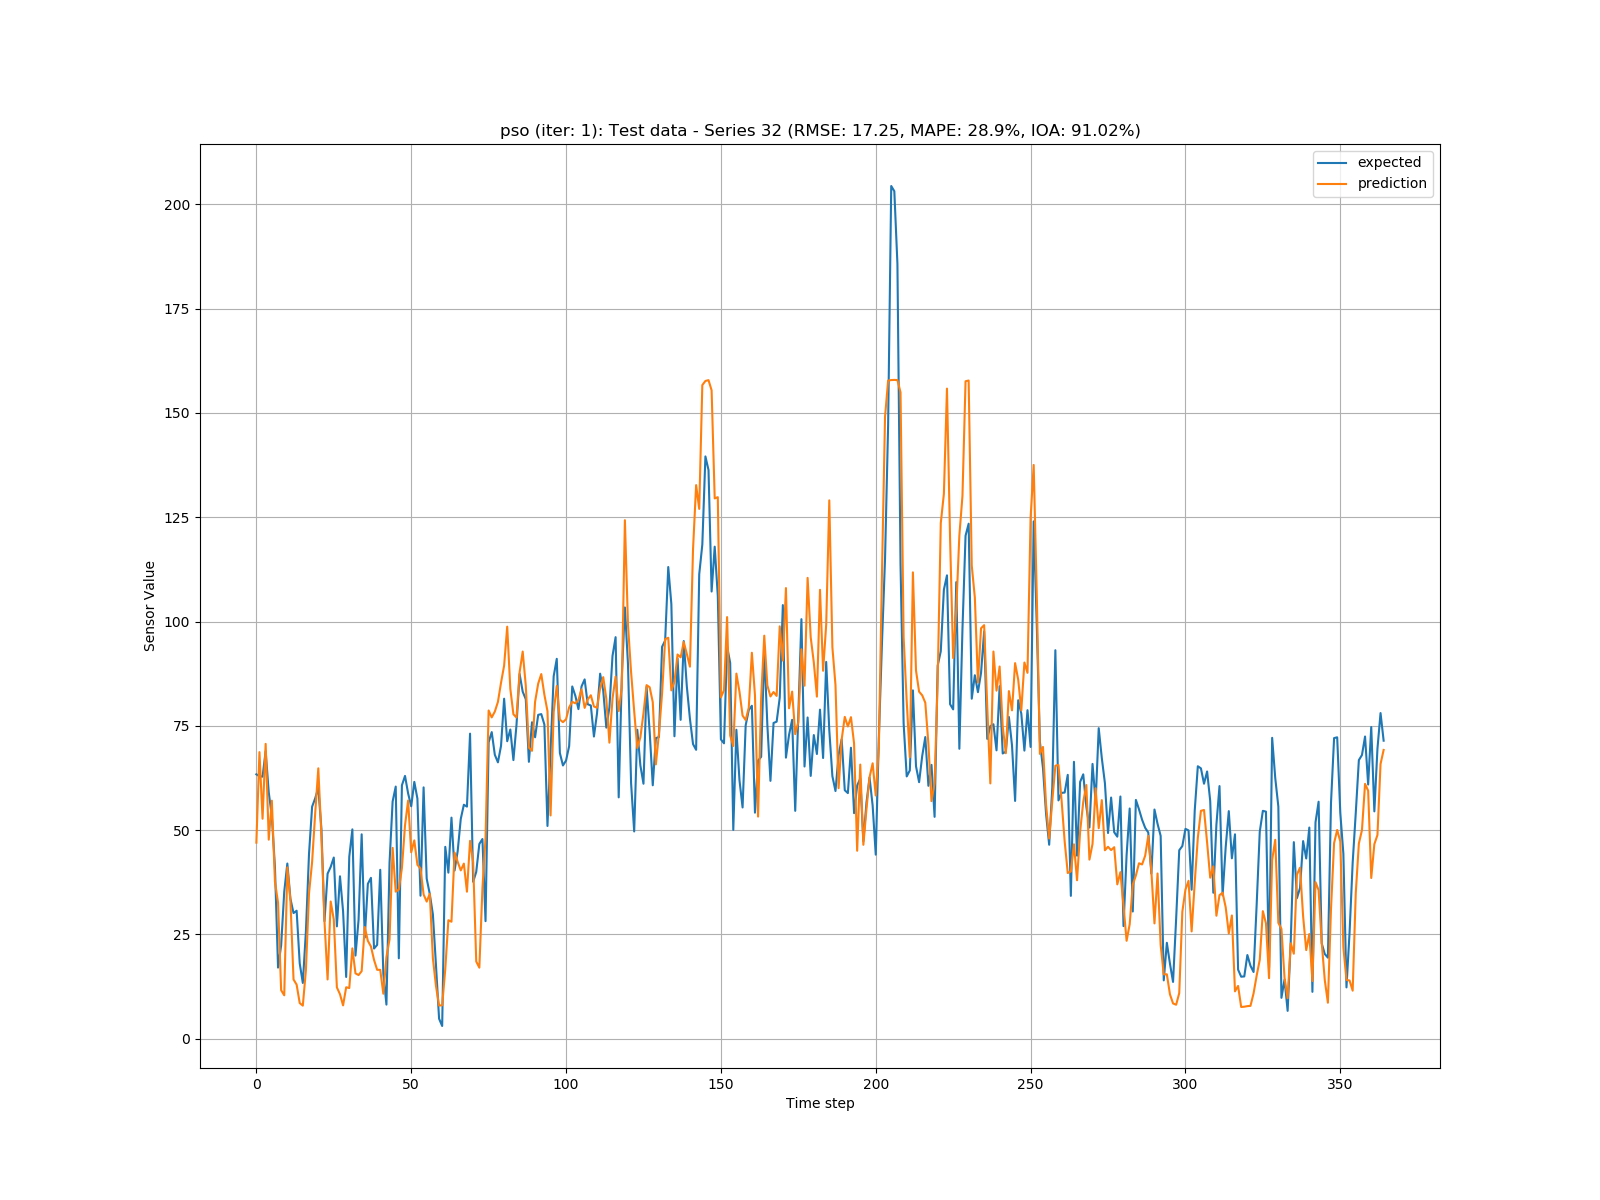 pso (iter: 1): Test data - Series 32 (RMSE: 17.25, MAPE: 28.9%, IOA: 91.02%)
expected
prediction
200
175
150
125
100
75
50
25
0
Sensor Value
0 50 100 150 200 250 300 350
Time step